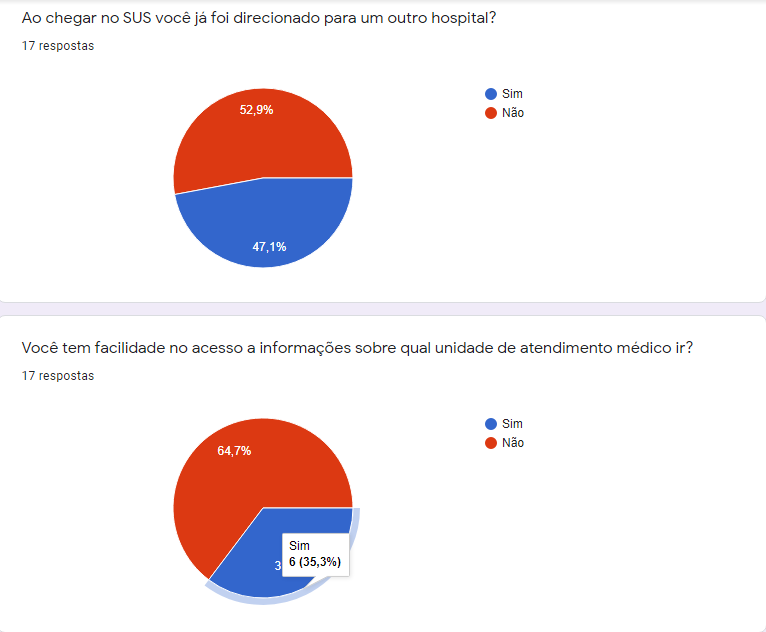 Ao chegar no SUS você já foi direcionado para um outro hospital?
17 respostas
Sim
Não
52,9%
47,1%
Você tem facilidade no acesso a informações sobre qual unidade de atendimento médico ir?
17 respostas
Sim
Não
64,7%
Sim
3
6 (35,3%)